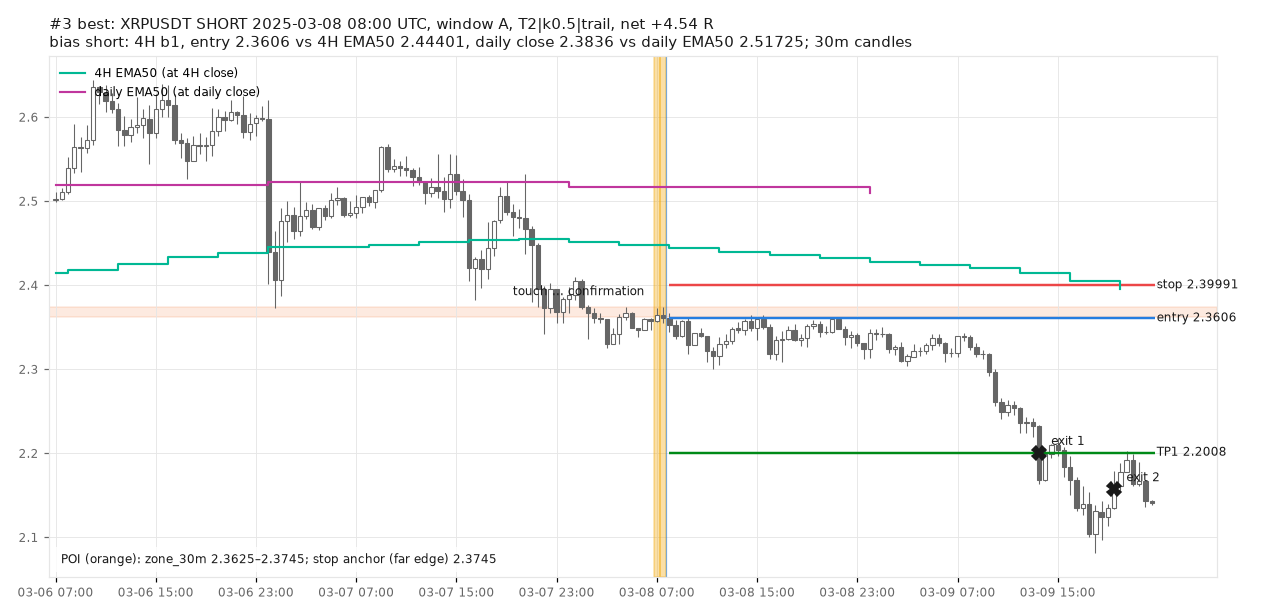 #3 best: XRPUSDT SHORT 2025-03-08 08:00 UTC, window A, T2|k0.5|trail, net +4.54 R
bias short: 4H b1, entry 2.3606 vs 4H EMA50 2.44401, daily close 2.3836 vs daily EMA50 2.51725; 30m candles
4H EMA50 (at 4H close)
daily EMA50 (at daily close)
2.6
2.5
2.4
2.3
2.2
2.1
touch … confirmation
stop 2.39991
entry 2.3606
exit 1
TP1 2.2008
exit 2
POI (orange): zone_30m 2.3625–2.3745; stop anchor (far edge) 2.3745
03-06 07:00
03-06 15:00
03-06 23:00
03-07 07:00
03-07 15:00
03-07 23:00
03-08 07:00
03-08 15:00
03-08 23:00
03-09 07:00
03-09 15:00